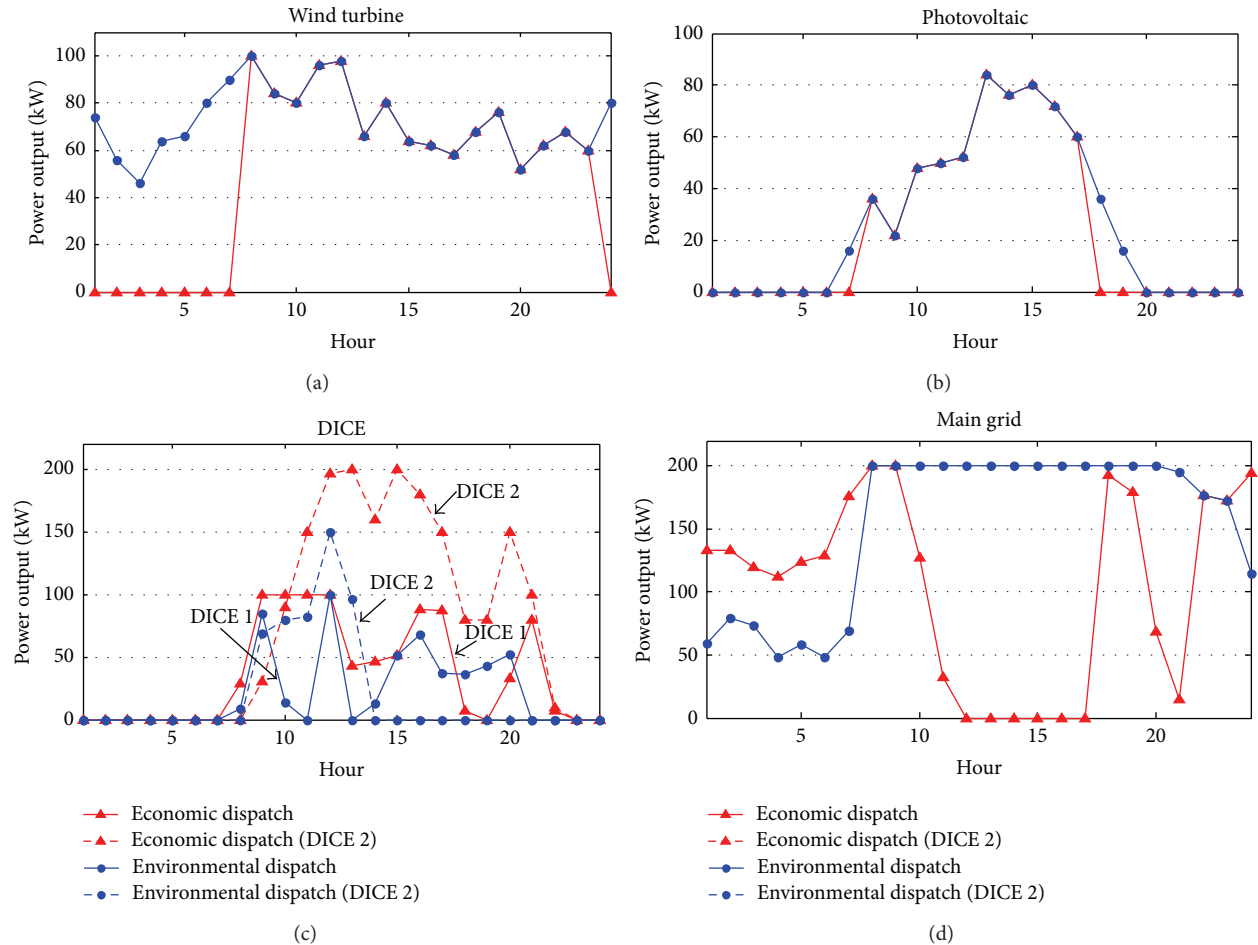 Wind turbine
Power output (kW)
100
80
60
40
20
0
5
10
15
20
Hour
(a)
Photovoltaic
Power output (kW)
100
80
60
40
20
0
5
10
15
20
Hour
(b)
DICE
Power output (kW)
200
150
100
50
0
DICE 2
DICE 2
DICE 1
DICE 1
5
10
15
20
Hour
Economic dispatch
Economic dispatch (DICE 2)
Environmental dispatch
Environmental dispatch (DICE 2)
(c)
Main grid
Power output (kW)
200
150
100
50
0
5
10
15
20
Hour
Economic dispatch
Economic dispatch (DICE 2)
Environmental dispatch
Environmental dispatch (DICE 2)
(d)